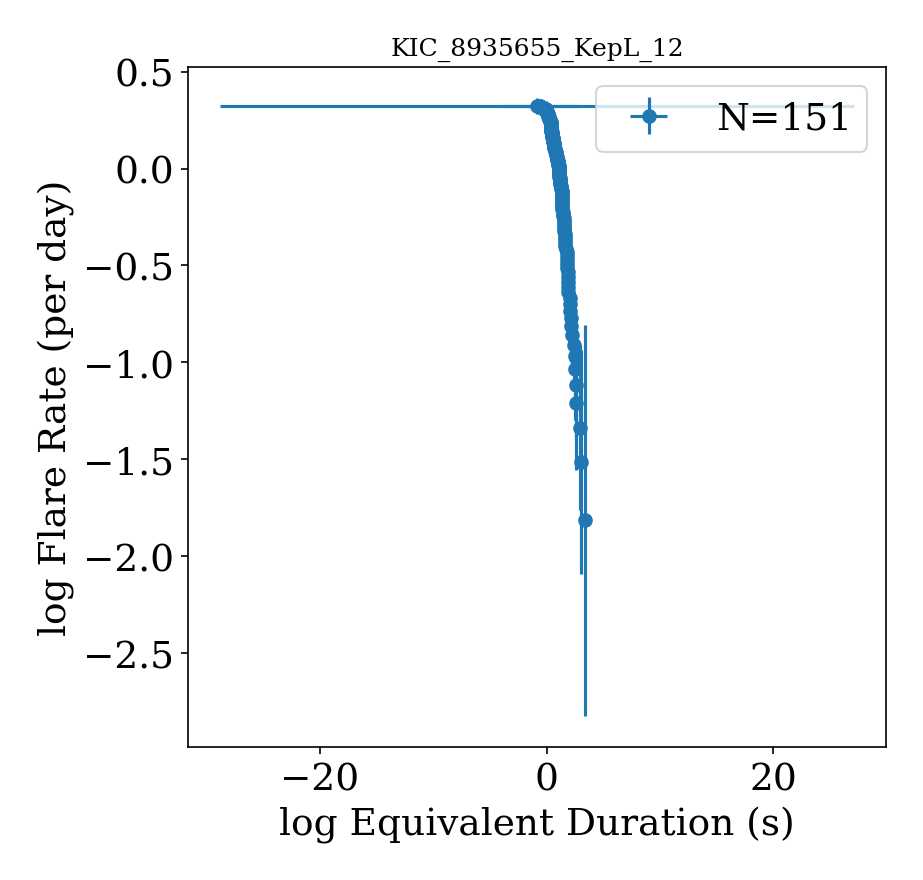 KIC_8935655_KepL_12
N=151
log Flare Rate (per day)
0.5
0.0
−0.5
−1.0
−1.5
−2.0
−2.5
−20
0
20
log Equivalent Duration (s)